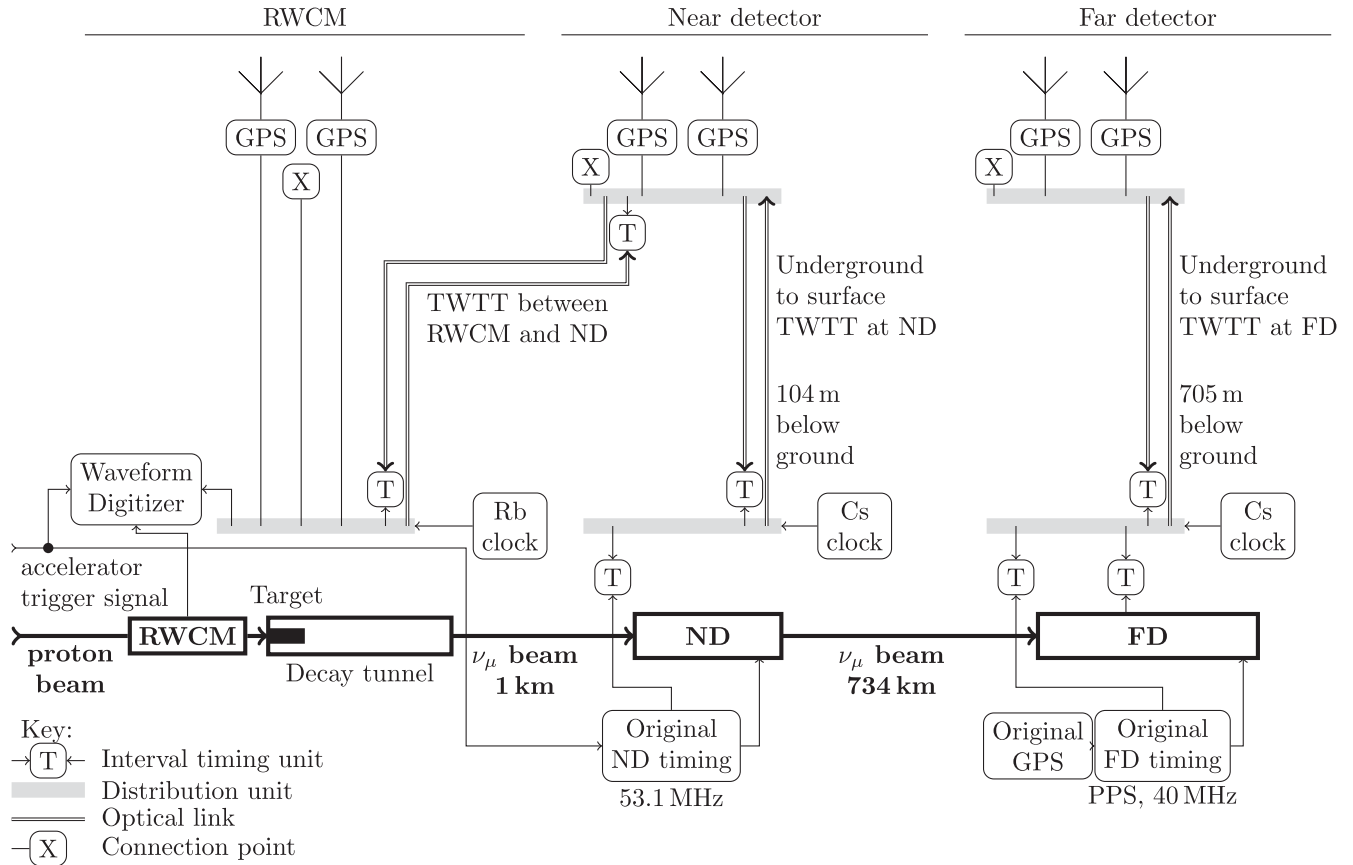 RWCM
Near detector
Far detector
GPS
GPS
X
X
GPS
GPS
X
GPS
GPS
T
TWTT between
RWCM and ND
Underground
to surface
TWTT at ND
104 m
below
ground
Underground
to surface
TWTT at FD
705 m
below
ground
Waveform
Digitizer
T
Rb
clock
T
Cs
clock
T
Cs
clock
accelerator
trigger signal
T
T
T
Target
RWCM
ND
FD
proton
beam
Decay tunnel
νμ beam
1 km
νμ beam
734 km
Original
ND timing
53.1 MHz
Original
GPS
Original
FD timing
PPS, 40 MHz
Key:
T Interval timing unit
Distribution unit
Optical link
X Connection point